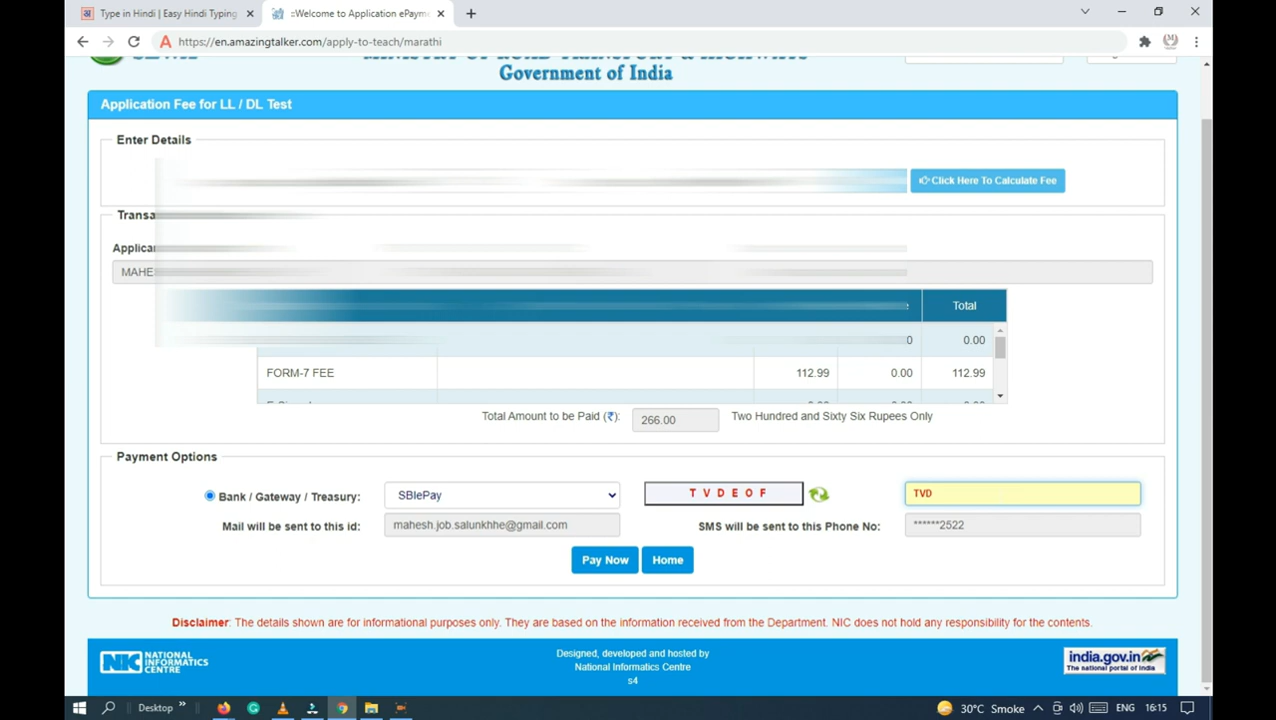 Type in Hindi | Easy Hindi Typing
::Welcome to Application ePaym
https://en.amazingtalker.com/apply-to-teach/marathi
Government of India
Application Fee for LL / DL Test
Enter Details
Click Here To Calculate Fee
Transa
Applica
MAHE
Total
0 0.00
FORM-7 FEE 112.99 0.00 112.99
Total Amount to be Paid (₹): 266.00 Two Hundred and Sixty Six Rupees Only
Payment Options
Bank / Gateway / Treasury: SBIePay TVDEOF TVD
Mail will be sent to this id: mahesh.job.salunkhhe@gmail.com SMS will be sent to this Phone No: ******2522
Pay Now Home
Disclaimer: The details shown are for informational purposes only. They are based on the information received from the Department. NIC does not hold any responsibility for the contents.
NIC NATIONAL INFORMATICS CENTRE
Designed, developed and hosted by
National Informatics Centre
s4
india.gov.in
The national portal of India
Desktop » 30°C Smoke ENG 16:15